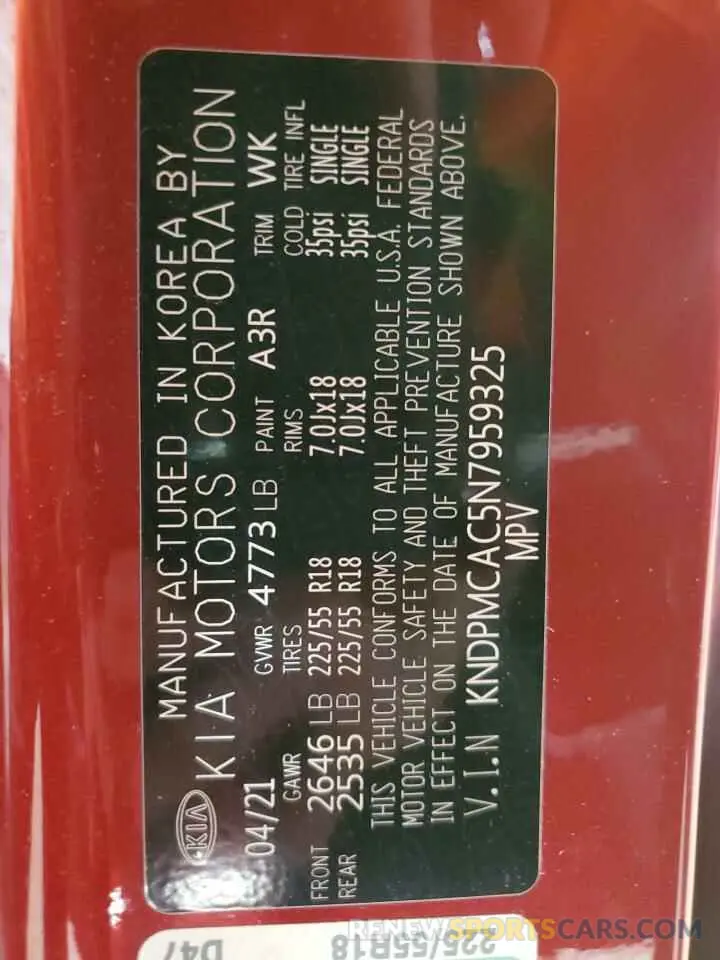 KIA
MANUFACTURED IN KOREA BY
KIA MOTORS CORPORATION
04/21 GVWR 4773 LB PAINT A3R TRIM WK
GAWR TIRES RIMS COLD TIRE INFL
FRONT 2646 LB 225/55 R18 7.0Jx18 35psi SINGLE
REAR 2535 LB 225/55 R18 7.0Jx18 35psi SINGLE
THIS VEHICLE CONFORMS TO ALL APPLICABLE U.S.A. FEDERAL
MOTOR VEHICLE SAFETY AND THEFT PREVENTION STANDARDS
IN EFFECT ON THE DATE OF MANUFACTURE SHOWN ABOVE.
V.I.N KNDPMCAC5N7959325
MPV
225/55R18
D47
RENEWSPORTSCARS.COM